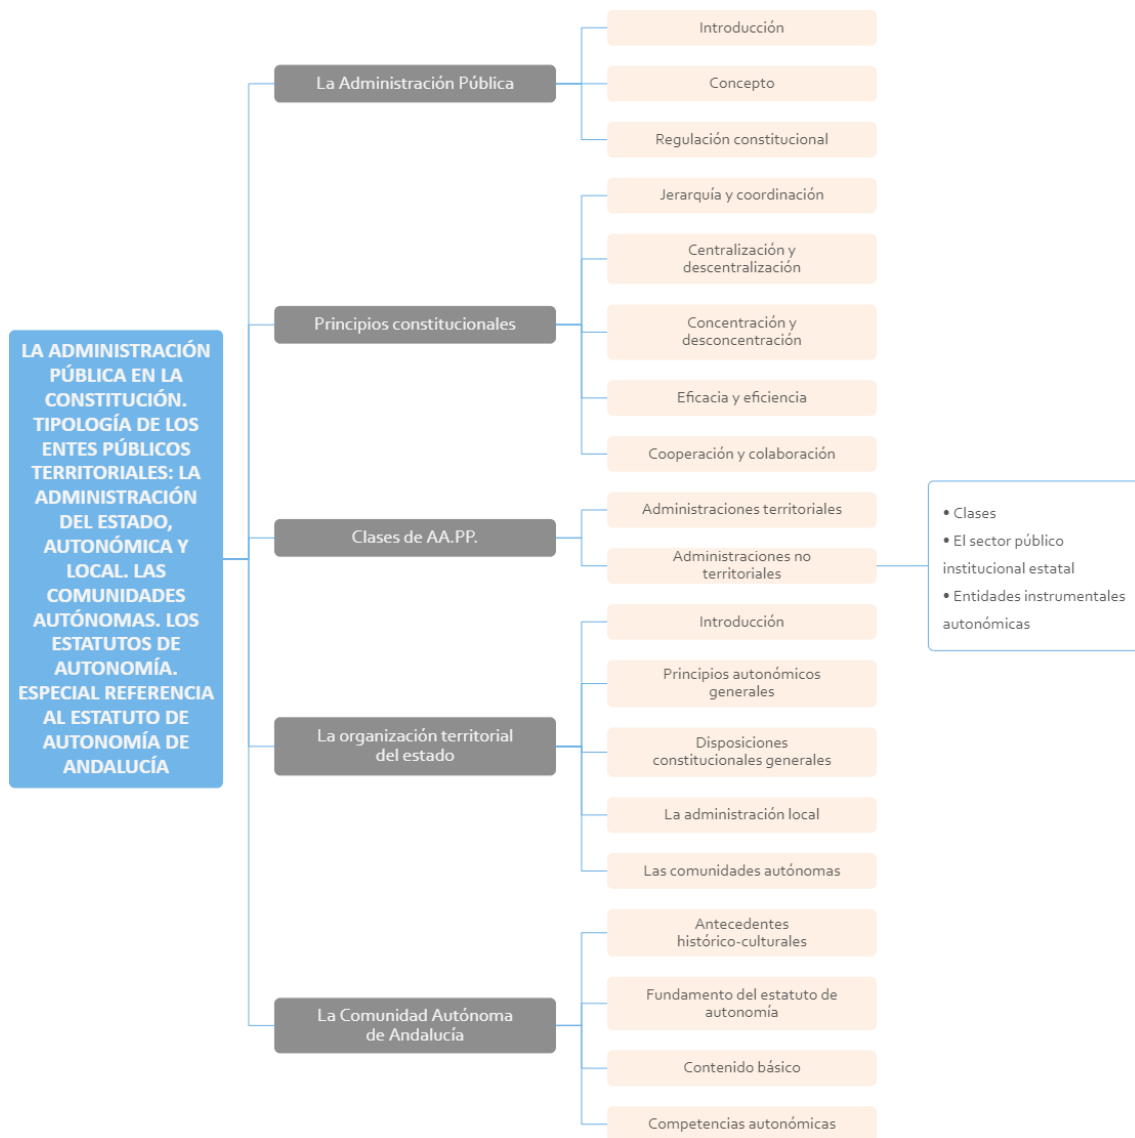 LA ADMINISTRACIÓN
PÚBLICA EN LA
CONSTITUCIÓN.
TIPOLOGÍA DE LOS
ENTES PÚBLICOS
TERRITORIALES: LA
ADMINISTRACIÓN
DEL ESTADO,
AUTONÓMICA Y
LOCAL. LAS
COMUNIDADES
AUTÓNOMAS. LOS
ESTATUTOS DE
AUTONOMÍA.
ESPECIAL REFERENCIA
AL ESTATUTO DE
AUTONOMÍA DE
ANDALUCÍA
La Administración Pública
Introducción
Concepto
Regulación constitucional
Principios constitucionales
Jerarquía y coordinación
Centralización y
descentralización
Concentración y
desconcentración
Eficacia y eficiencia
Cooperación y colaboración
Clases de AA.PP.
Administraciones territoriales
Administraciones no
territoriales
• Clases
• El sector público
institucional estatal
• Entidades instrumentales
autonómicas
La organización territorial
del estado
Introducción
Principios autonómicos
generales
Disposiciones
constitucionales generales
La administración local
Las comunidades autónomas
La Comunidad Autónoma
de Andalucía
Antecedentes
histórico-culturales
Fundamento del estatuto de
autonomía
Contenido básico
Competencias autonómicas